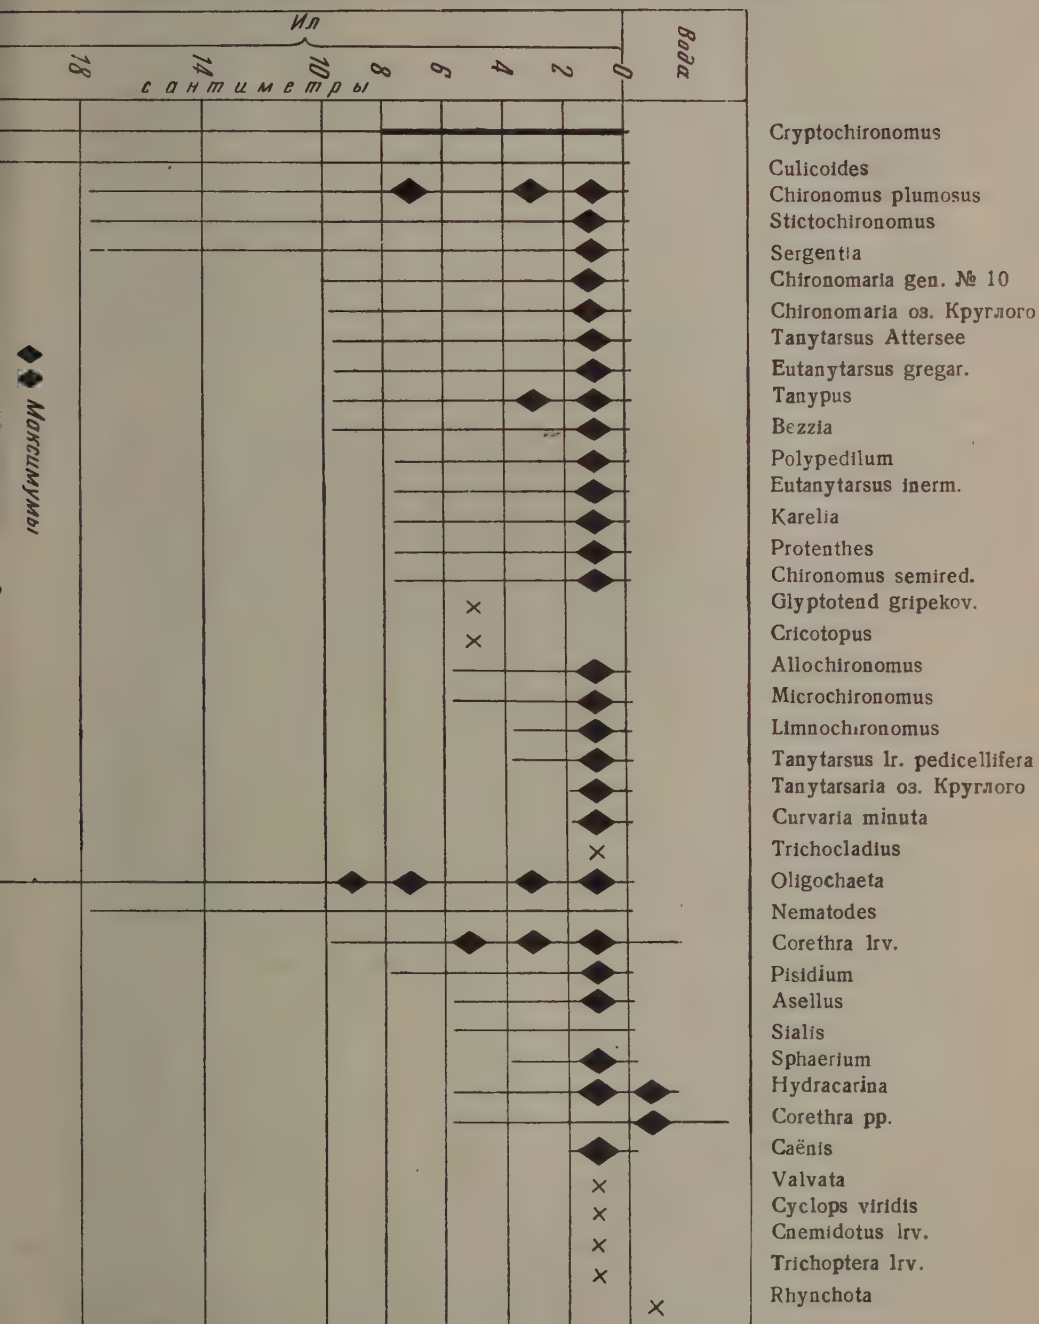 Ил
Вода
18 14 10 8 6 4 2 0
сантиметры
Cryptochironomus
Culicoides
Chironomus plumosus
Stictochironomus
Sergentia
Chironomaria gen. № 10
Chironomaria оз. Круглого
Tanytarsus Attersee
Eutanytarsus gregar.
Tanypus
Bezzia
Polypedilum
Eutanytarsus inerm.
Karelia
Protenthes
Chironomus semired.
Glyptotend gripekov.
Cricotopus
Allochironomus
Microchironomus
Limnochironomus
Tanytarsus lr. pedicellifera
Tanytarsaria оз. Круглого
Curvaria minuta
Trichocladius
Oligochaeta
Nematodes
Corethra lrv.
Pisidium
Asellus
Sialis
Sphaerium
Hydracarina
Corethra pp.
Caënis
Valvata
Cyclops viridis
Cnemidotus lrv.
Trichoptera lrv.
Rhynchota
Максимумы